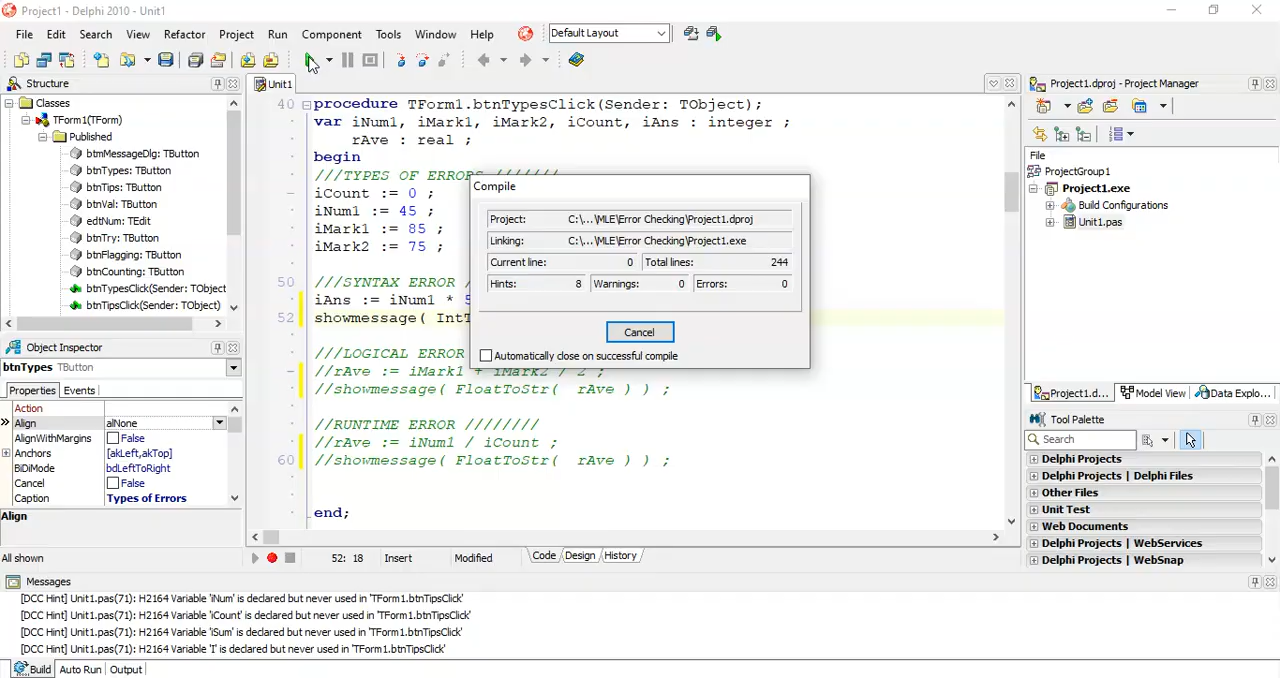 Project1 - Delphi 2010 - Unit1
File Edit Search View Refactor Project Run Component Tools Window Help
Default Layout
Structure
Classes
TForm1(TForm)
Published
btnMessageDlg: TButton
btnTypes: TButton
btnTips: TButton
btnVal: TButton
edtNum: TEdit
btnTry: TButton
btnFlagging: TButton
btnCounting: TButton
btnTypesClick(Sender: TObject
btnTipsClick(Sender: TObject)
Object Inspector
btnTypes TButton
Properties Events
Action
Align alNone
AlignWithMargins False
Anchors [akLeft,akTop]
BiDiMode bdLeftToRight
Cancel False
Caption Types of Errors
Align
All shown
Unit1
40 procedure TForm1.btnTypesClick(Sender: TObject);
var iNum1, iMark1, iMark2, iCount, iAns : integer ;
rAve : real ;
begin
///TYPES OF ERRORS ///////
iCount := 0 ;
iNum1 := 45 ;
iMark1 := 85 ;
iMark2 := 75 ;
50 ///SYNTAX ERROR /
iAns := iNum1 * 5
52 showmessage( IntT
///LOGICAL ERROR
//rAve := iMark1 + iMark2 / 2 ;
//showmessage( FloatToStr( rAve ) ) ;
//RUNTIME ERROR ////////
//rAve := iNum1 / iCount ;
60 //showmessage( FloatToStr( rAve ) ) ;
end;
52: 18 Insert Modified Code Design History
Compile
Project: C:\...\MLE\Error Checking\Project1.dproj
Linking: C:\...\MLE\Error Checking\Project1.exe
Current line: 0 Total lines: 244
Hints: 8 Warnings: 0 Errors: 0
Cancel
Automatically close on successful compile
Project1.dproj - Project Manager
File
ProjectGroup1
Project1.exe
Build Configurations
Unit1.pas
Project1.d... Model View Data Explo...
Tool Palette
Search
Delphi Projects
Delphi Projects | Delphi Files
Other Files
Unit Test
Web Documents
Delphi Projects | WebServices
Delphi Projects | WebSnap
Messages
[DCC Hint] Unit1.pas(71): H2164 Variable 'iNum' is declared but never used in 'TForm1.btnTipsClick'
[DCC Hint] Unit1.pas(71): H2164 Variable 'iCount' is declared but never used in 'TForm1.btnTipsClick'
[DCC Hint] Unit1.pas(71): H2164 Variable 'iSum' is declared but never used in 'TForm1.btnTipsClick'
[DCC Hint] Unit1.pas(71): H2164 Variable 'I' is declared but never used in 'TForm1.btnTipsClick'
Build Auto Run Output